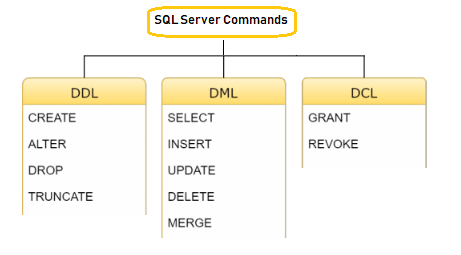 SQL Server Commands
DDL
CREATE
ALTER
DROP
TRUNCATE
DML
SELECT
INSERT
UPDATE
DELETE
MERGE
DCL
GRANT
REVOKE